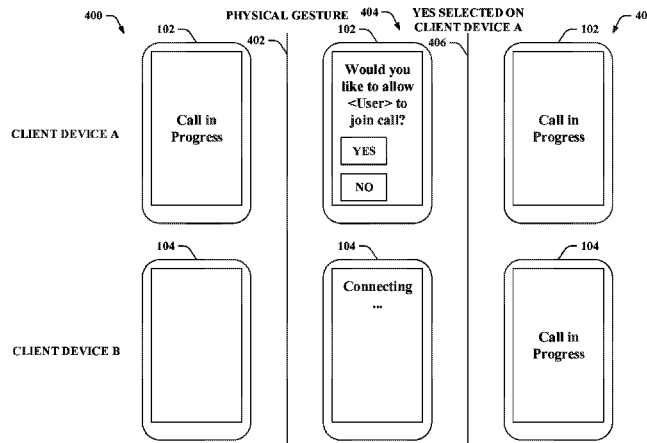 PHYSICAL GESTURE
YES SELECTED ON
CLIENT DEVICE A
400
402
404
406
40
102
102
102
CLIENT DEVICE A
Call in
Progress
Would you
like to allow
<User> to
join call?
YES
NO
Call in
Progress
104
104
104
CLIENT DEVICE B
Connecting
...
Call in
Progress